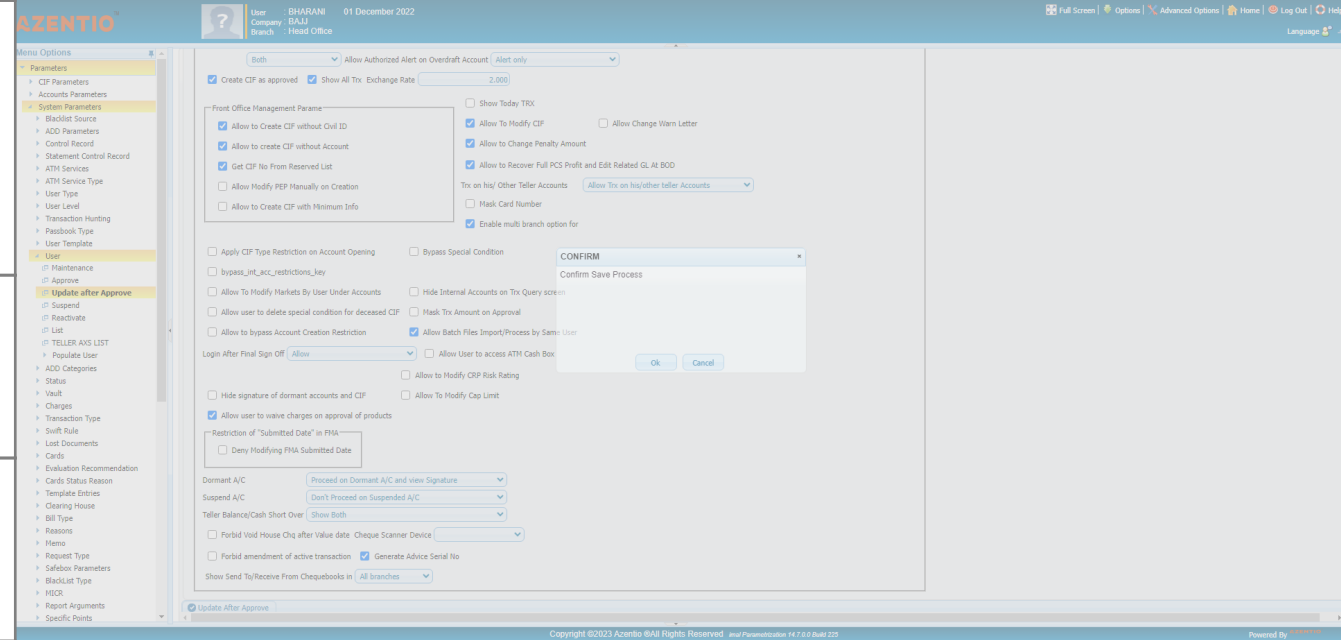 AZENTIO
User : BHARANI 01 December 2022
Company : BAJJ
Branch : Head Office
Full Screen | Options | Advanced Options | Home | Log Out | Help
Language
Menu Options
Parameters
CIF Parameters
Accounts Parameters
System Parameters
Blacklist Source
ADD Parameters
Control Record
Statement Control Record
ATM Services
ATM Service Type
User Type
User Level
Transaction Hunting
Passbook Type
User Template
User
Maintenance
Approve
Update after Approve
Suspend
Reactivate
List
TELLER AXS LIST
Populate User
ADD Categories
Status
Vault
Charges
Transaction Type
Swift Rule
Lost Documents
Cards
Evaluation Recommendation
Cards Status Reason
Template Entries
Clearing House
Bill Type
Reasons
Memo
Request Type
Safebox Parameters
BlackList Type
MICR
Report Arguments
Specific Points
Both Allow Authorized Alert on Overdraft Account Alert only
Create CIF as approved Show All Trx Exchange Rate 2.000
Front Office Management Parame
Allow to Create CIF without Civil ID
Allow to create CIF without Account
Get CIF No From Reserved List
Allow Modify PEP Manually on Creation
Allow to Create CIF with Minimum Info
Show Today TRX
Allow To Modify CIF Allow Change Warn Letter
Allow to Change Penalty Amount
Allow to Recover Full PCS Profit and Edit Related GL At BOD
Trx on his/ Other Teller Accounts Allow Trx on his/other teller Accounts
Mask Card Number
Enable multi branch option for
Apply CIF Type Restriction on Account Opening Bypass Special Condition
bypass_int_acc_restrictions_key
Allow To Modify Markets By User Under Accounts Hide Internal Accounts on Trx Query screen
Allow user to delete special condition for deceased CIF Mask Trx Amount on Approval
Allow to bypass Account Creation Restriction Allow Batch Files Import/Process by Same User
Login After Final Sign Off Allow Allow User to access ATM Cash Box
Allow to Modify CRP Risk Rating
Hide signature of dormant accounts and CIF Allow To Modify Cap Limit
Allow user to waive charges on approval of products
Restriction of "Submitted Date" in FMA
Deny Modifying FMA Submitted Date
Dormant A/C Proceed on Dormant A/C and view Signature
Suspend A/C Don't Proceed on Suspended A/C
Teller Balance/Cash Short Over Show Both
Forbid Void House Chq after Value date Cheque Scanner Device
Forbid amendment of active transaction Generate Advice Serial No
Show Send To/Receive From Chequebooks in All branches
CONFIRM
Confirm Save Process
Ok Cancel
Update After Approve
Copyright ©2023 Azentio ®All Rights Reserved imal Parametrization 14.7.0.0 Build 225
Powered By